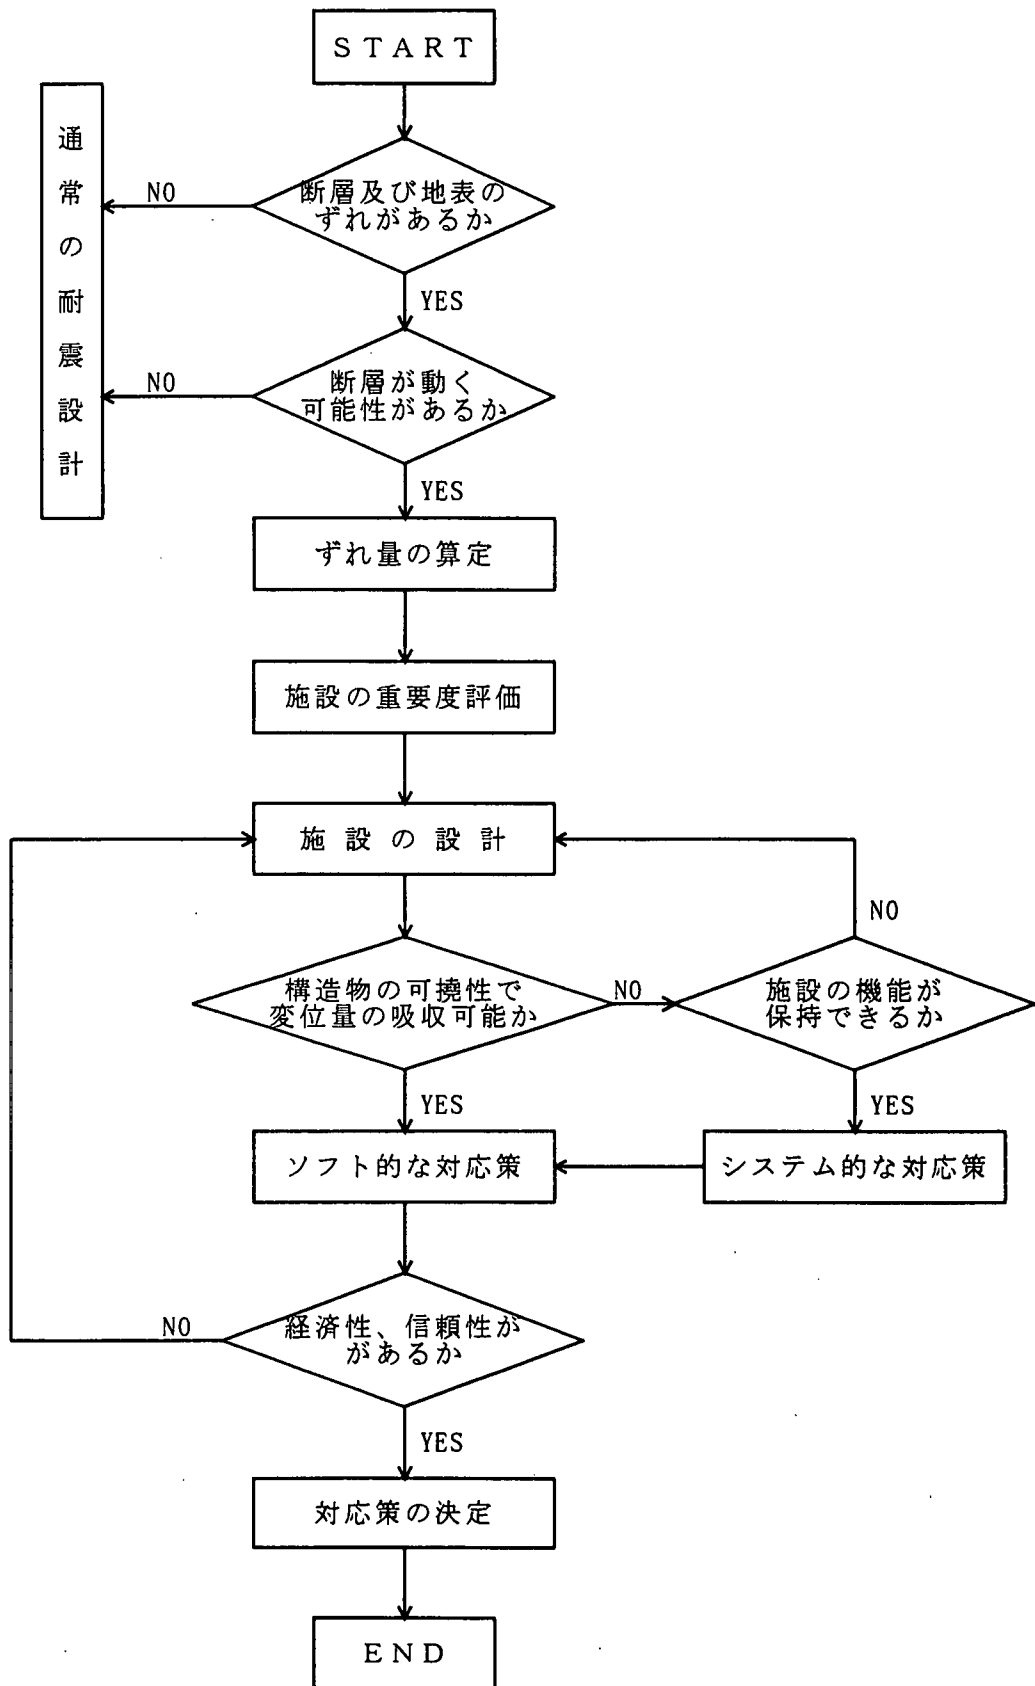 START
通常の耐震設計
断層及び地表の
ずれがあるか
NO
YES
断層が動く
可能性があるか
NO
YES
ずれ量の算定
施設の重要度評価
施設の設計
構造物の可撓性で
変位量の吸収可能か
NO
施設の機能が
保持できるか
NO
YES
YES
ソフト的な対応策
システム的な対応策
経済性、信頼性が
があるか
NO
YES
対応策の決定
END